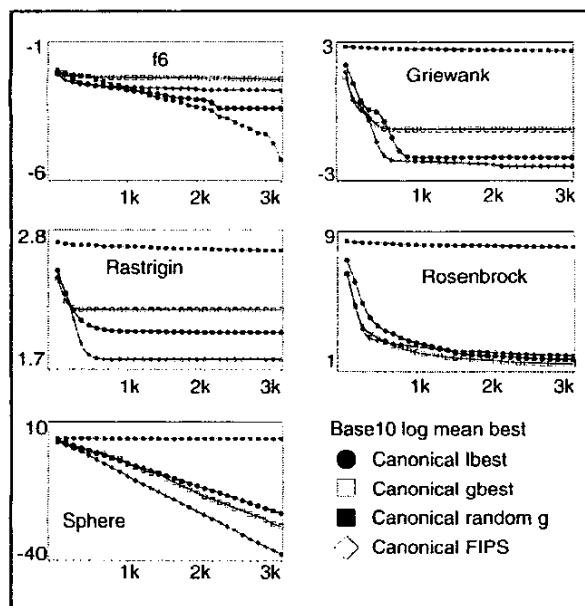 -1
f6
-6
1k
2k
3k
3
Griewank
-3
1k
2k
3k
2.8
Rastrigin
1.7
1k
2k
3k
9
Rosenbrock
1
1k
2k
3k
10
Sphere
-40
1k
2k
3k
Base10 log mean best
Canonical lbest
Canonical gbest
Canonical random g
Canonical FIPS